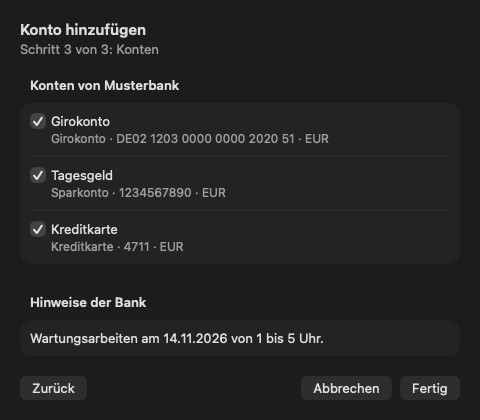 Konto hinzufügen
Schritt 3 von 3: Konten
Konten von Musterbank
Girokonto
Girokonto · DE02 1203 0000 0000 2020 51 · EUR
Tagesgeld
Sparkonto · 1234567890 · EUR
Kreditkarte
Kreditkarte · 4711 · EUR
Hinweise der Bank
Wartungsarbeiten am 14.11.2026 von 1 bis 5 Uhr.
Zurück
Abbrechen
Fertig